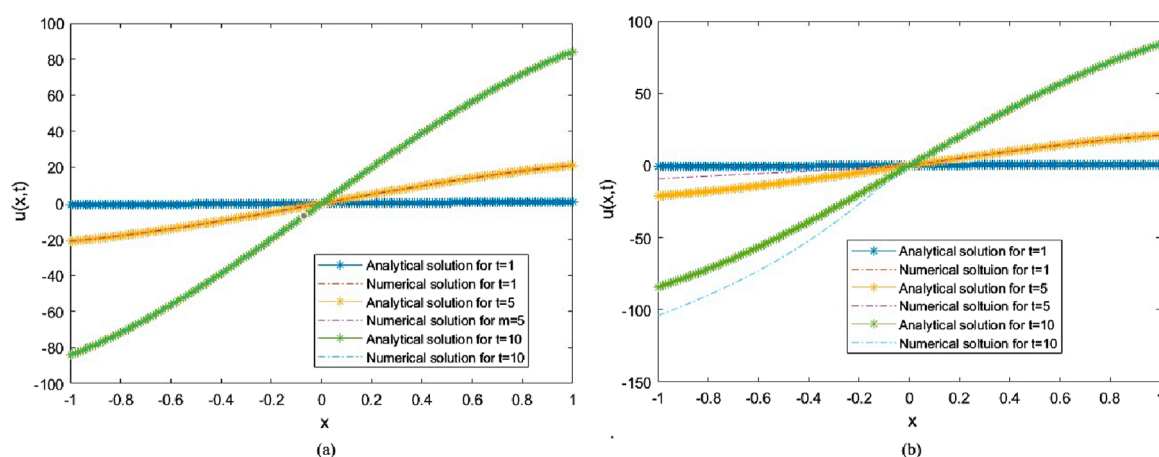 100
80
60
40
20
0
-20
-40
-60
-80
-100
u(x,t)
Analytical solution for t=1
Numerical solution for t=1
Analytical solution for t=5
Numerical solution for m=5
Analytical solution for t=10
Numerical solution for t=10
-1 -0.8 -0.6 -0.4 -0.2 0 0.2 0.4 0.6 0.8 1
x
(a)
100
50
0
-50
-100
-150
u(x,t)
Analytical solution for t=1
Numerical soltuion for t=1
Analytical solution for t=5
Numerical soltuion for t=5
Analytical solution for t=10
Numerical soltuion for t=10
-1 -0.8 -0.6 -0.4 -0.2 0 0.2 0.4 0.6 0.8 1
x
(b)